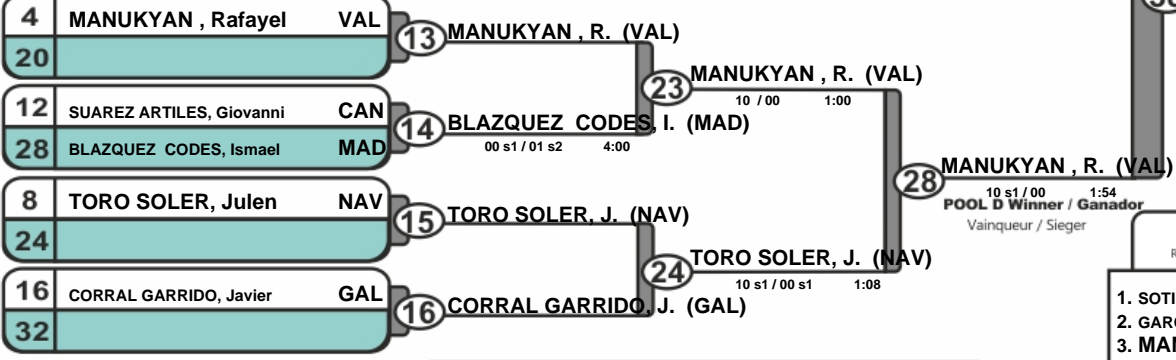 4 MANUKYAN , Rafayel VAL
20
13 MANUKYAN , R. (VAL)
12 SUAREZ ARTILES, Giovanni CAN
28 BLAZQUEZ CODES, Ismael MAD
14 BLAZQUEZ CODES, I. (MAD)
00 s1 / 01 s2 4:00
23 MANUKYAN , R. (VAL)
10 / 00 1:00
8 TORO SOLER, Julen NAV
24
15 TORO SOLER, J. (NAV)
16 CORRAL GARRIDO, Javier GAL
32
16 CORRAL GARRIDO, J. (GAL)
24 TORO SOLER, J. (NAV)
10 s1 / 00 s1 1:08
28 MANUKYAN , R. (VAL)
10 s1 / 00 1:54
POOL D Winner / Ganador
Vainqueur / Sieger
1. SOTI
2. GARC
3. MAN